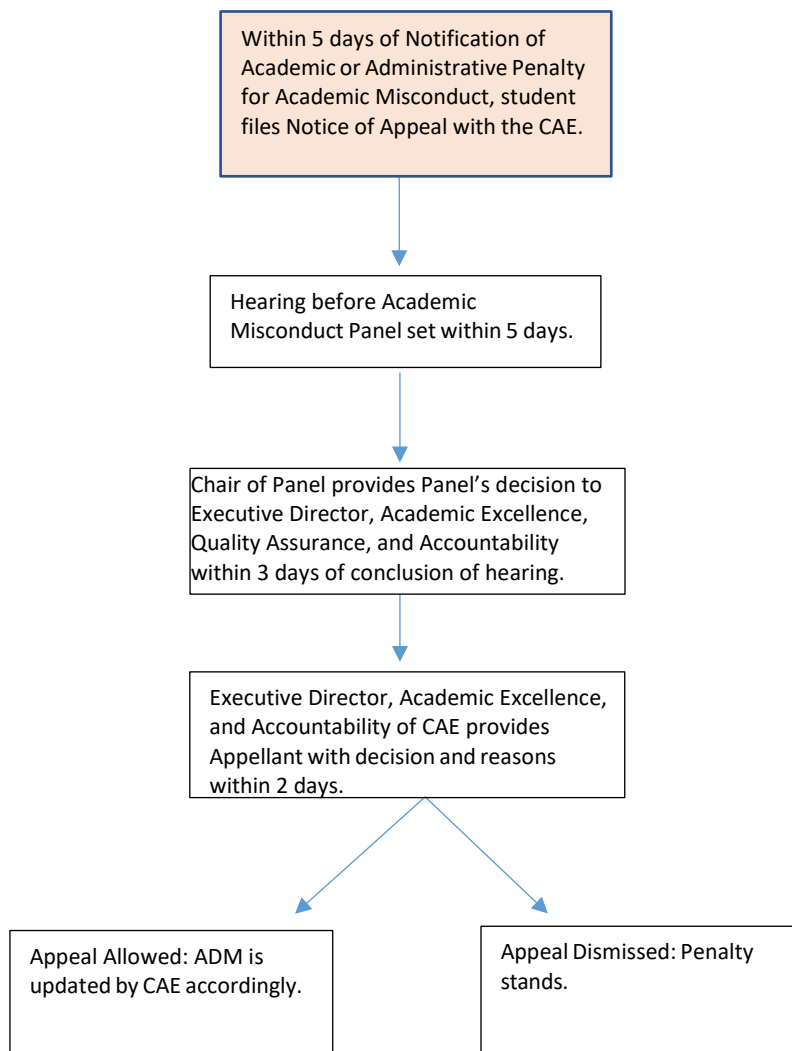 Within 5 days of Notification of
Academic or Administrative Penalty
for Academic Misconduct, student
files Notice of Appeal with the CAE.
Hearing before Academic
Misconduct Panel set within 5 days.
Chair of Panel provides Panel’s decision to
Executive Director, Academic Excellence,
Quality Assurance, and Accountability
within 3 days of conclusion of hearing.
Executive Director, Academic Excellence,
and Accountability of CAE provides
Appellant with decision and reasons
within 2 days.
Appeal Allowed: ADM is
updated by CAE accordingly.
Appeal Dismissed: Penalty
stands.